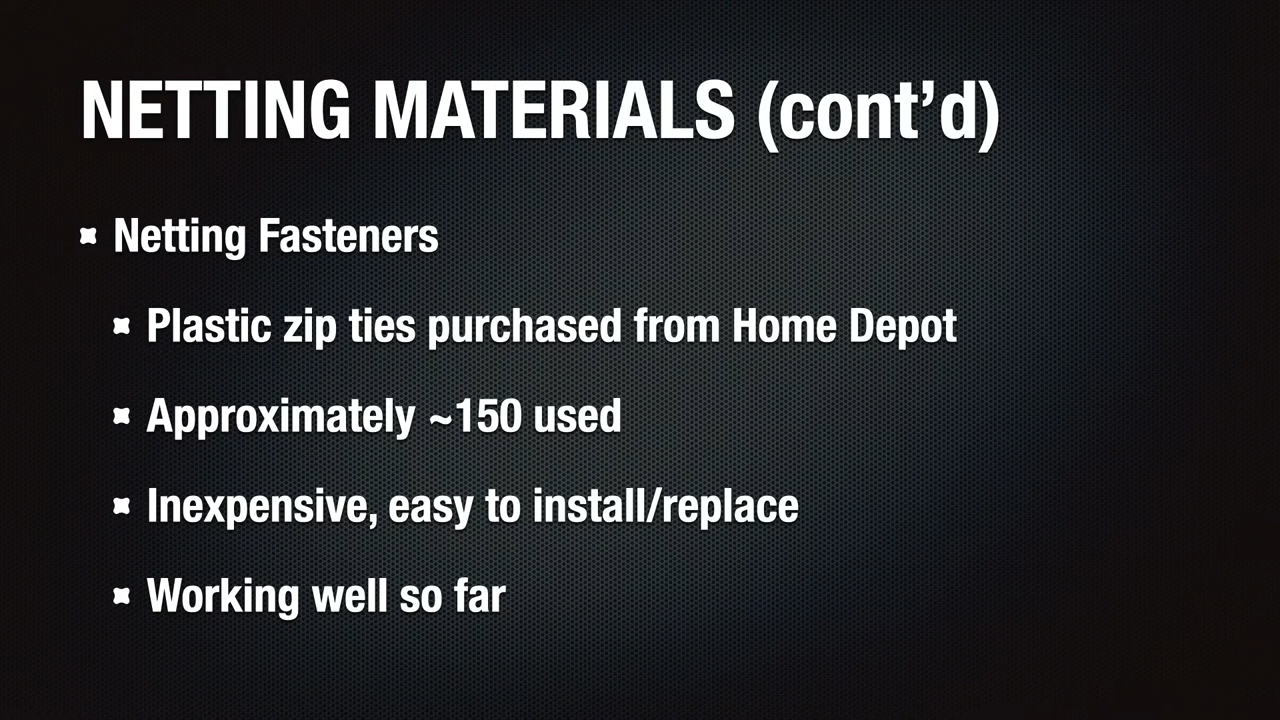 NETTING MATERIALS (cont’d)
Netting Fasteners
Plastic zip ties purchased from Home Depot
Approximately ~150 used
Inexpensive, easy to install/replace
Working well so far